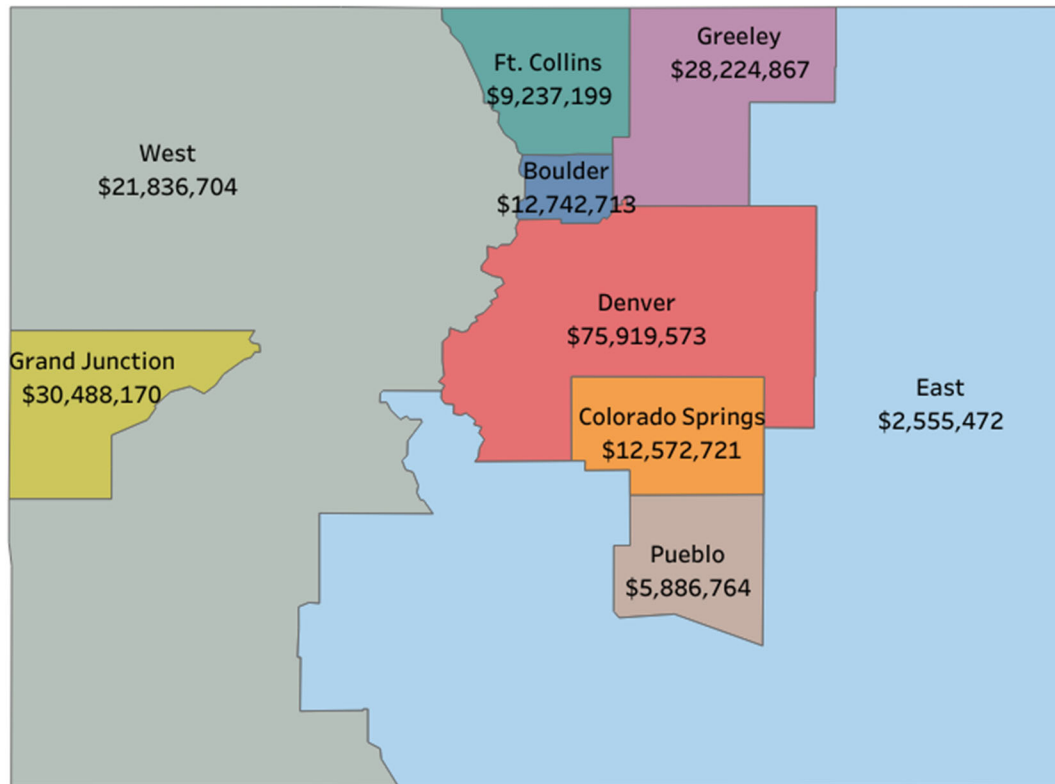 Ft. Collins
$9,237,199
Greeley
$28,224,867
West
$21,836,704
Boulder
$12,742,713
Denver
$75,919,573
Grand Junction
$30,488,170
East
$2,555,472
Colorado Springs
$12,572,721
Pueblo
$5,886,764